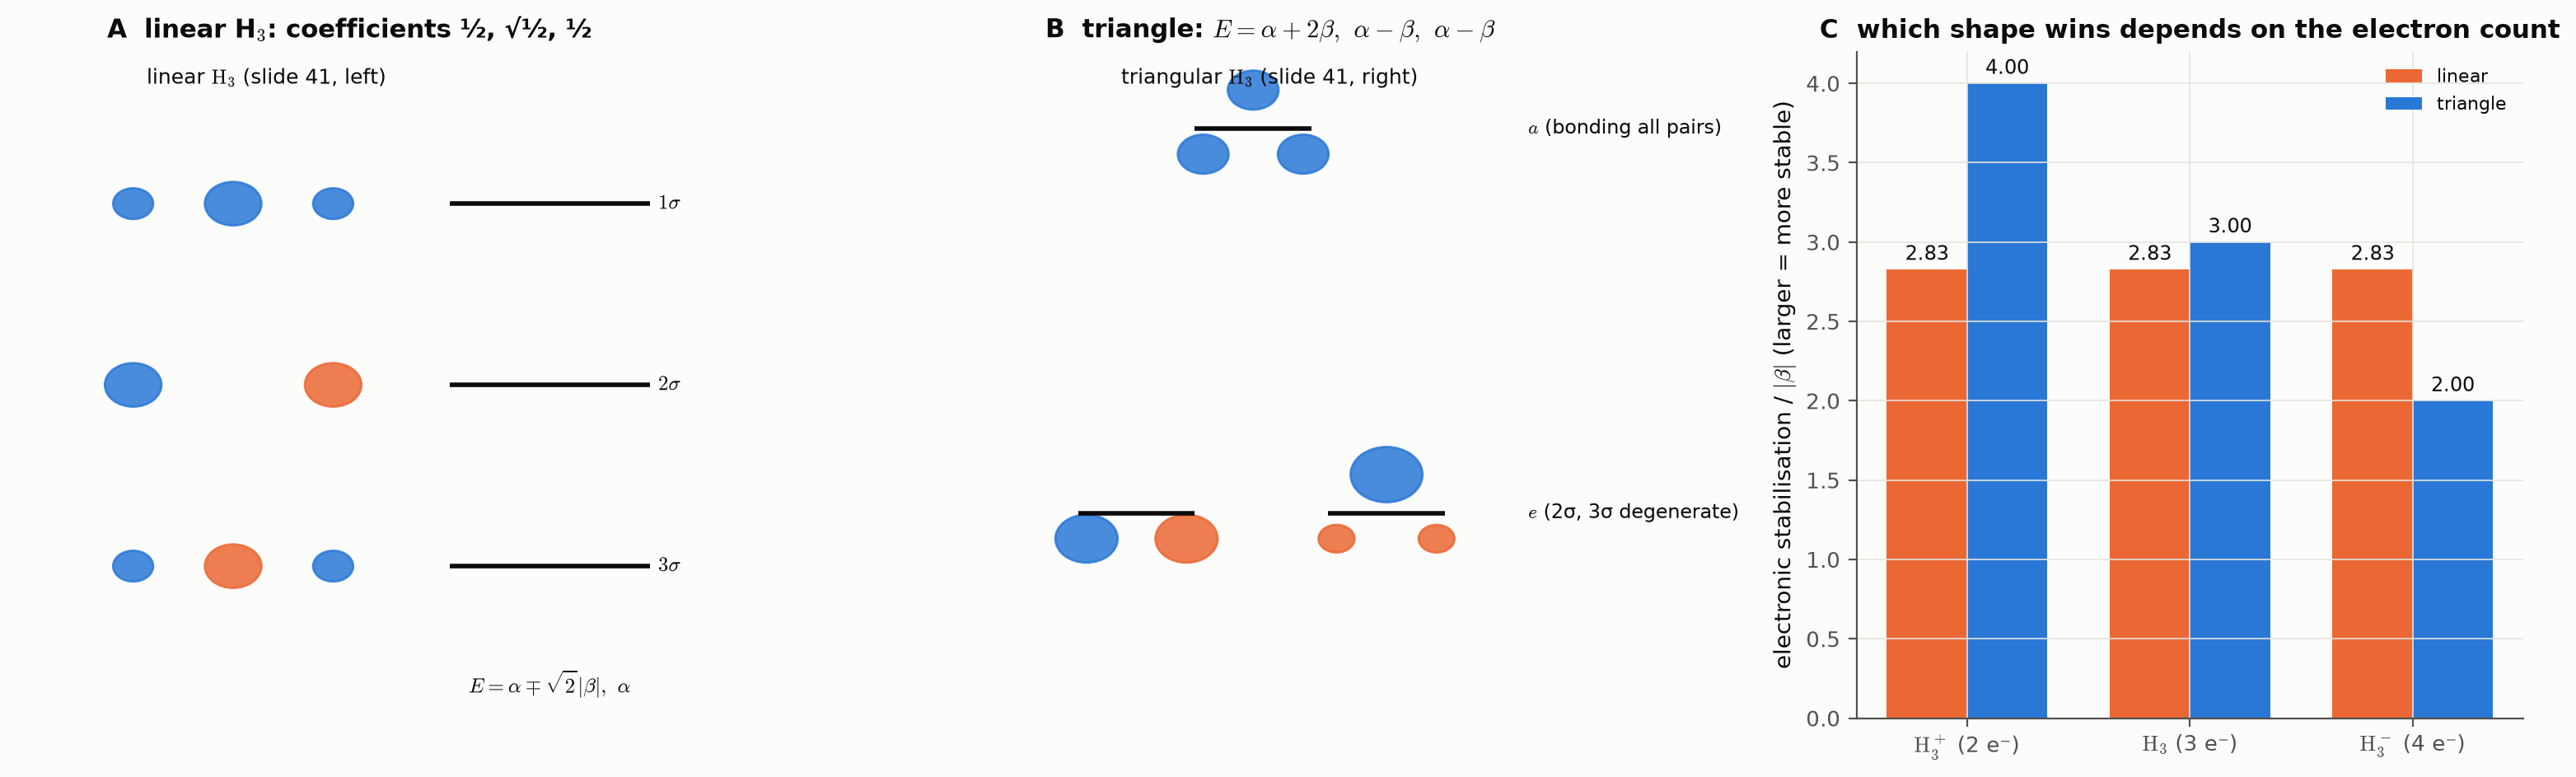 A linear H₃: coefficients ½, √½, ½
linear H₃ (slide 41, left)
1σ
2σ
3σ
E = α ∓ √2|β|, α
B triangle: E = α + 2β, α − β, α − β
triangular H₃ (slide 41, right)
a (bonding all pairs)
e (2σ, 3σ degenerate)
C which shape wins depends on the electron count
electronic stabilisation / |β| (larger = more stable)
4.0
3.5
3.0
2.5
2.0
1.5
1.0
0.5
0.0
linear
triangle
2.83
4.00
2.83
3.00
2.83
2.00
H₃⁺ (2 e⁻)
H₃ (3 e⁻)
H₃⁻ (4 e⁻)